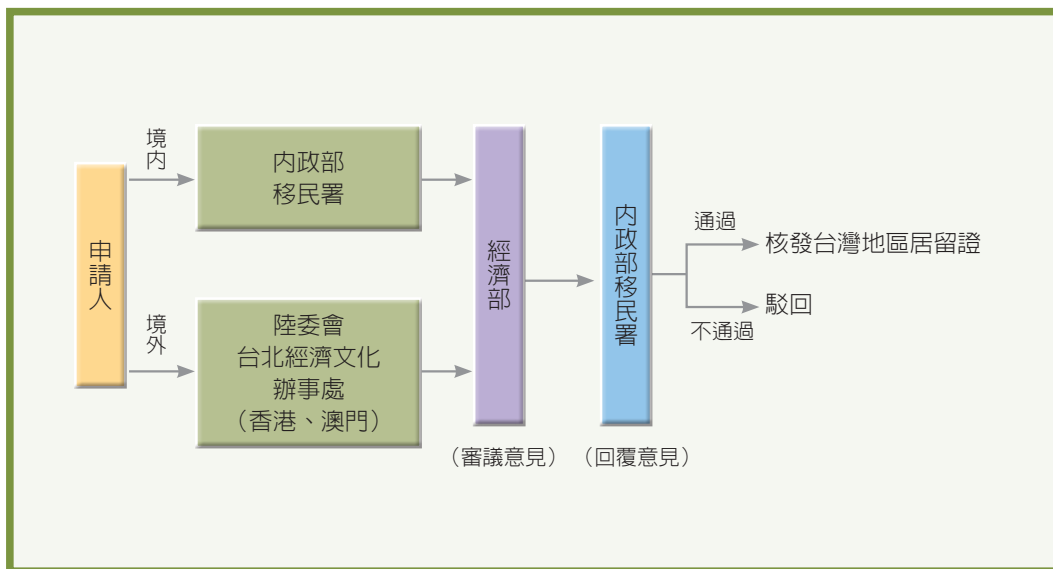 申請人
境内
内政部
移民署
境外
陸委會
台北經濟文化
辦事處
（香港、澳門）
經濟部
（審議意見）
内政部移民署
（回覆意見）
通過
核發台灣地區居留證
不通過
駁回